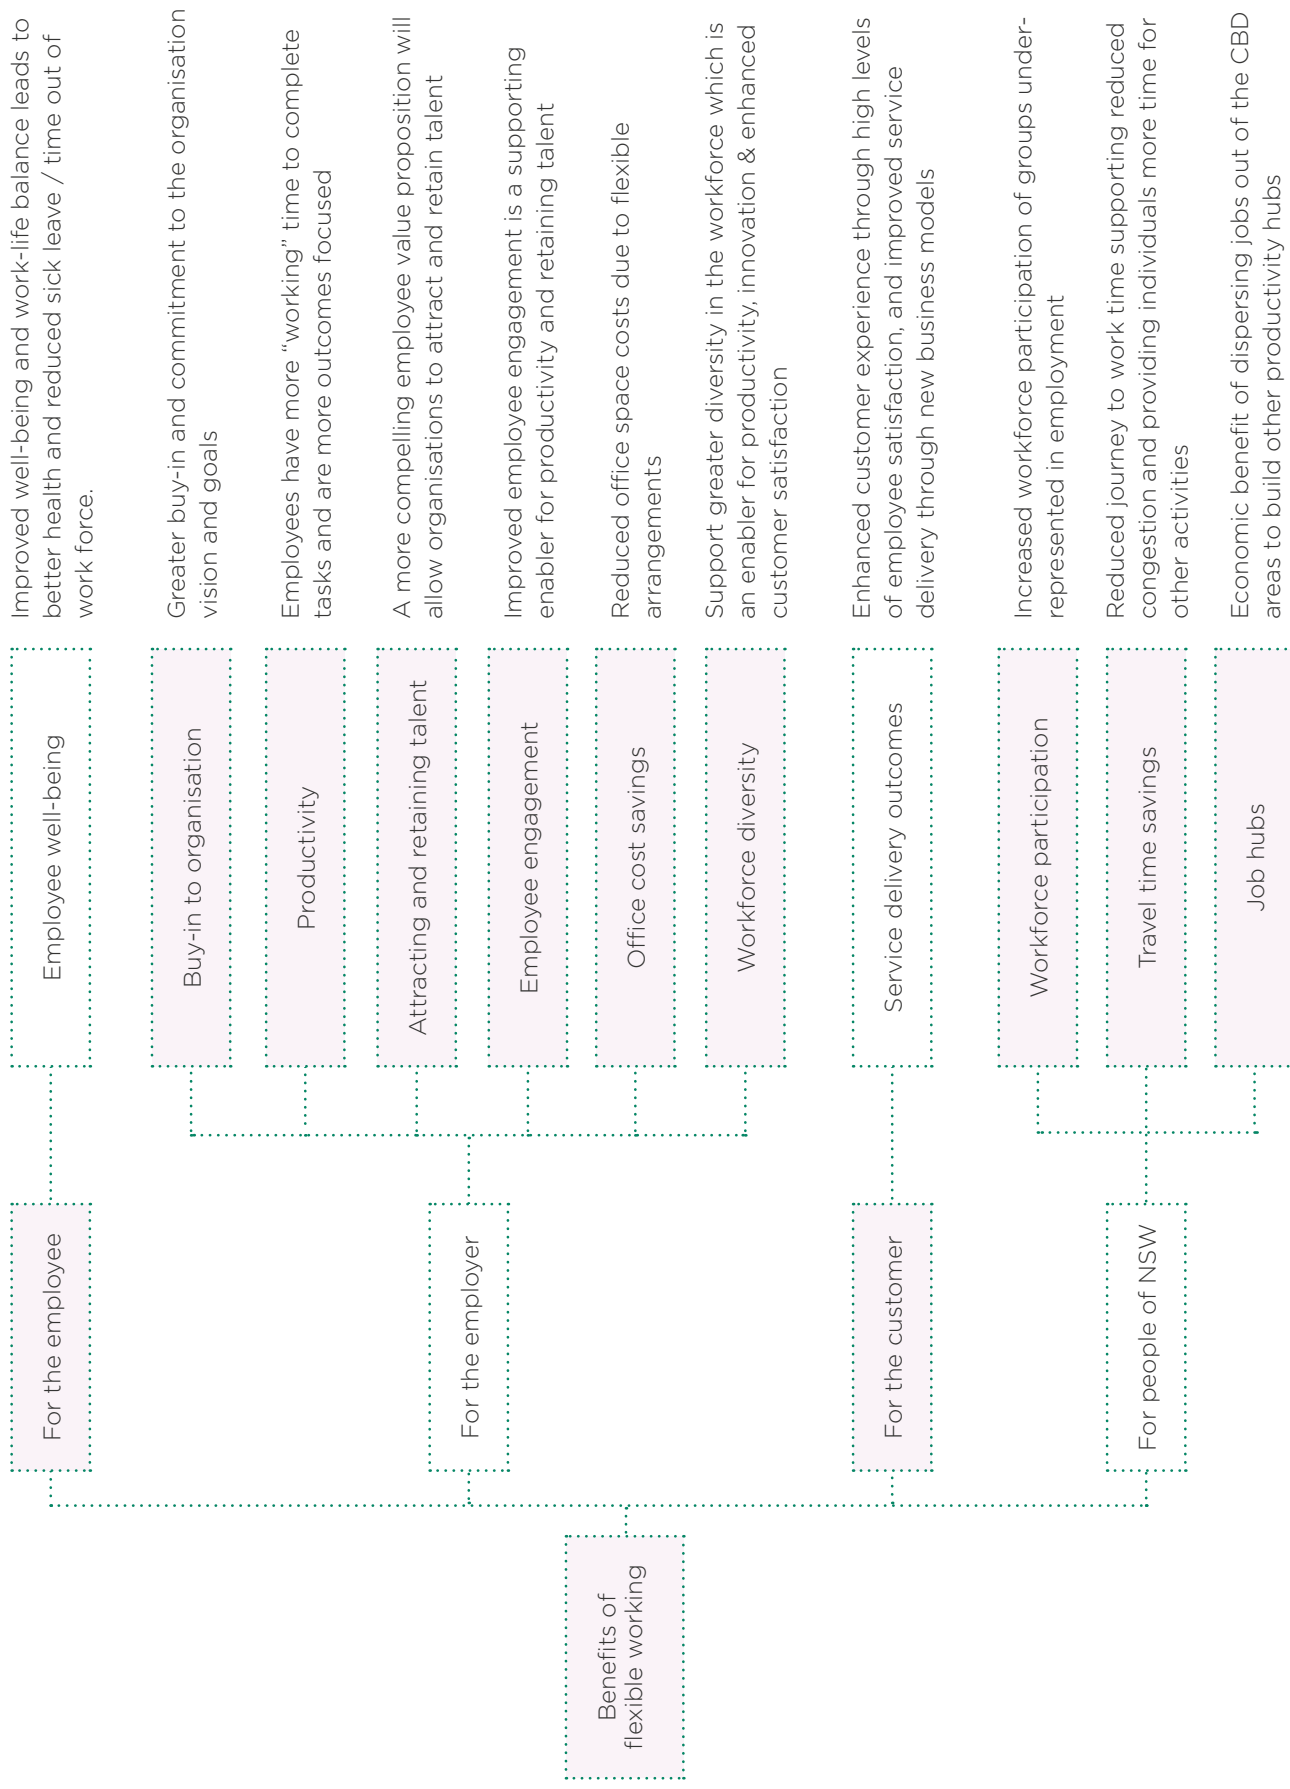 Benefits of
flexible working
For the employee
Employee well-being
Improved well-being and work-life balance leads to
better health and reduced sick leave / time out of
work force.
For the employer
Buy-in to organisation
Greater buy-in and commitment to the organisation
vision and goals
Productivity
Employees have more “working” time to complete
tasks and are more outcomes focused
Attracting and retaining talent
A more compelling employee value proposition will
allow organisations to attract and retain talent
Employee engagement
Improved employee engagement is a supporting
enabler for productivity and retaining talent
Office cost savings
Reduced office space costs due to flexible
arrangements
Workforce diversity
Support greater diversity in the workforce which is
an enabler for productivity, innovation & enhanced
customer satisfaction
For the customer
Service delivery outcomes
Enhanced customer experience through high levels
of employee satisfaction, and improved service
delivery through new business models
For people of NSW
Workforce participation
Increased workforce participation of groups under-
represented in employment
Travel time savings
Reduced journey to work time supporting reduced
congestion and providing individuals more time for
other activities
Job hubs
Economic benefit of dispersing jobs out of the CBD
areas to build other productivity hubs